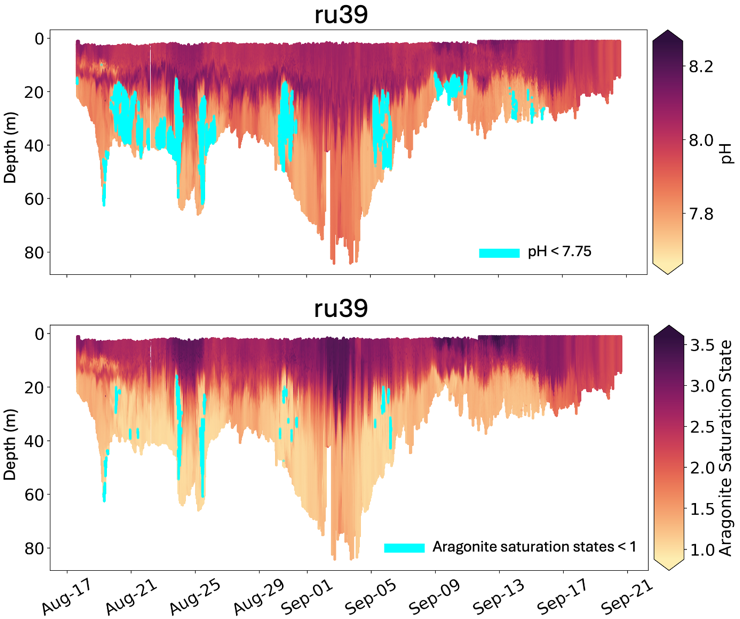 ru39
0
20
40
60
80
Depth (m)
pH < 7.75
8.2
8.0
7.8
pH
ru39
0
20
40
60
80
Depth (m)
Aragonite saturation states < 1
3.5
3.0
2.5
2.0
1.5
1.0
Aragonite Saturation State
Aug-17 Aug-21 Aug-25 Aug-29 Sep-01 Sep-05 Sep-09 Sep-13 Sep-17 Sep-21